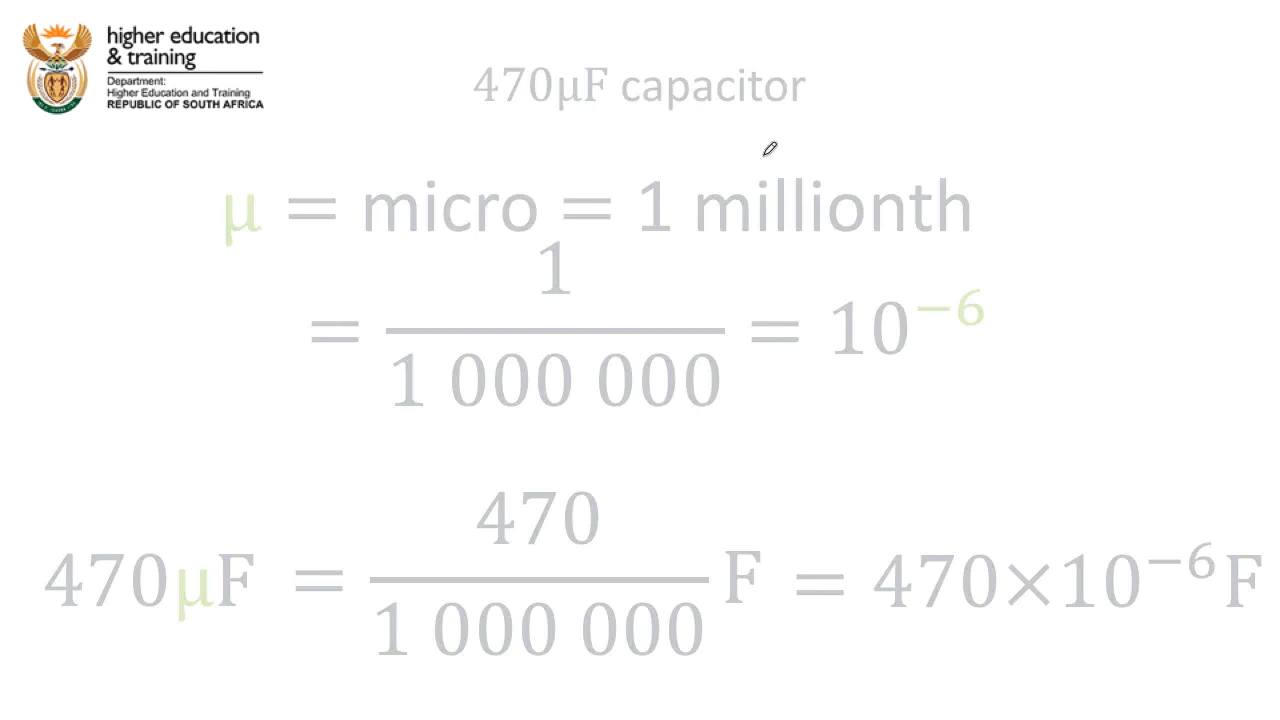 higher education
& training
Department:
Higher Education and Training
REPUBLIC OF SOUTH AFRICA
470μF capacitor
μ = micro = 1 millionth
= 1 / 1 000 000 = 10⁻⁶
470μF = 470 / 1 000 000 F = 470×10⁻⁶F